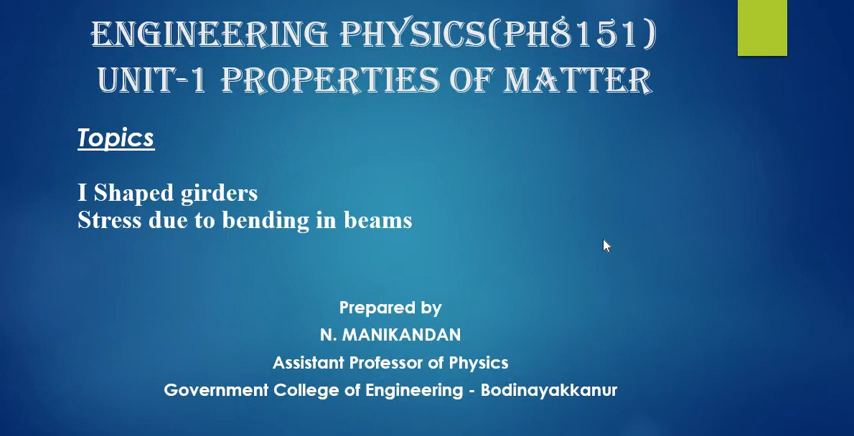 ENGINEERING PHYSICS(PH8151)
UNIT-1 PROPERTIES OF MATTER
Topics
I Shaped girders
Stress due to bending in beams
Prepared by
N. MANIKANDAN
Assistant Professor of Physics
Government College of Engineering - Bodinayakkanur